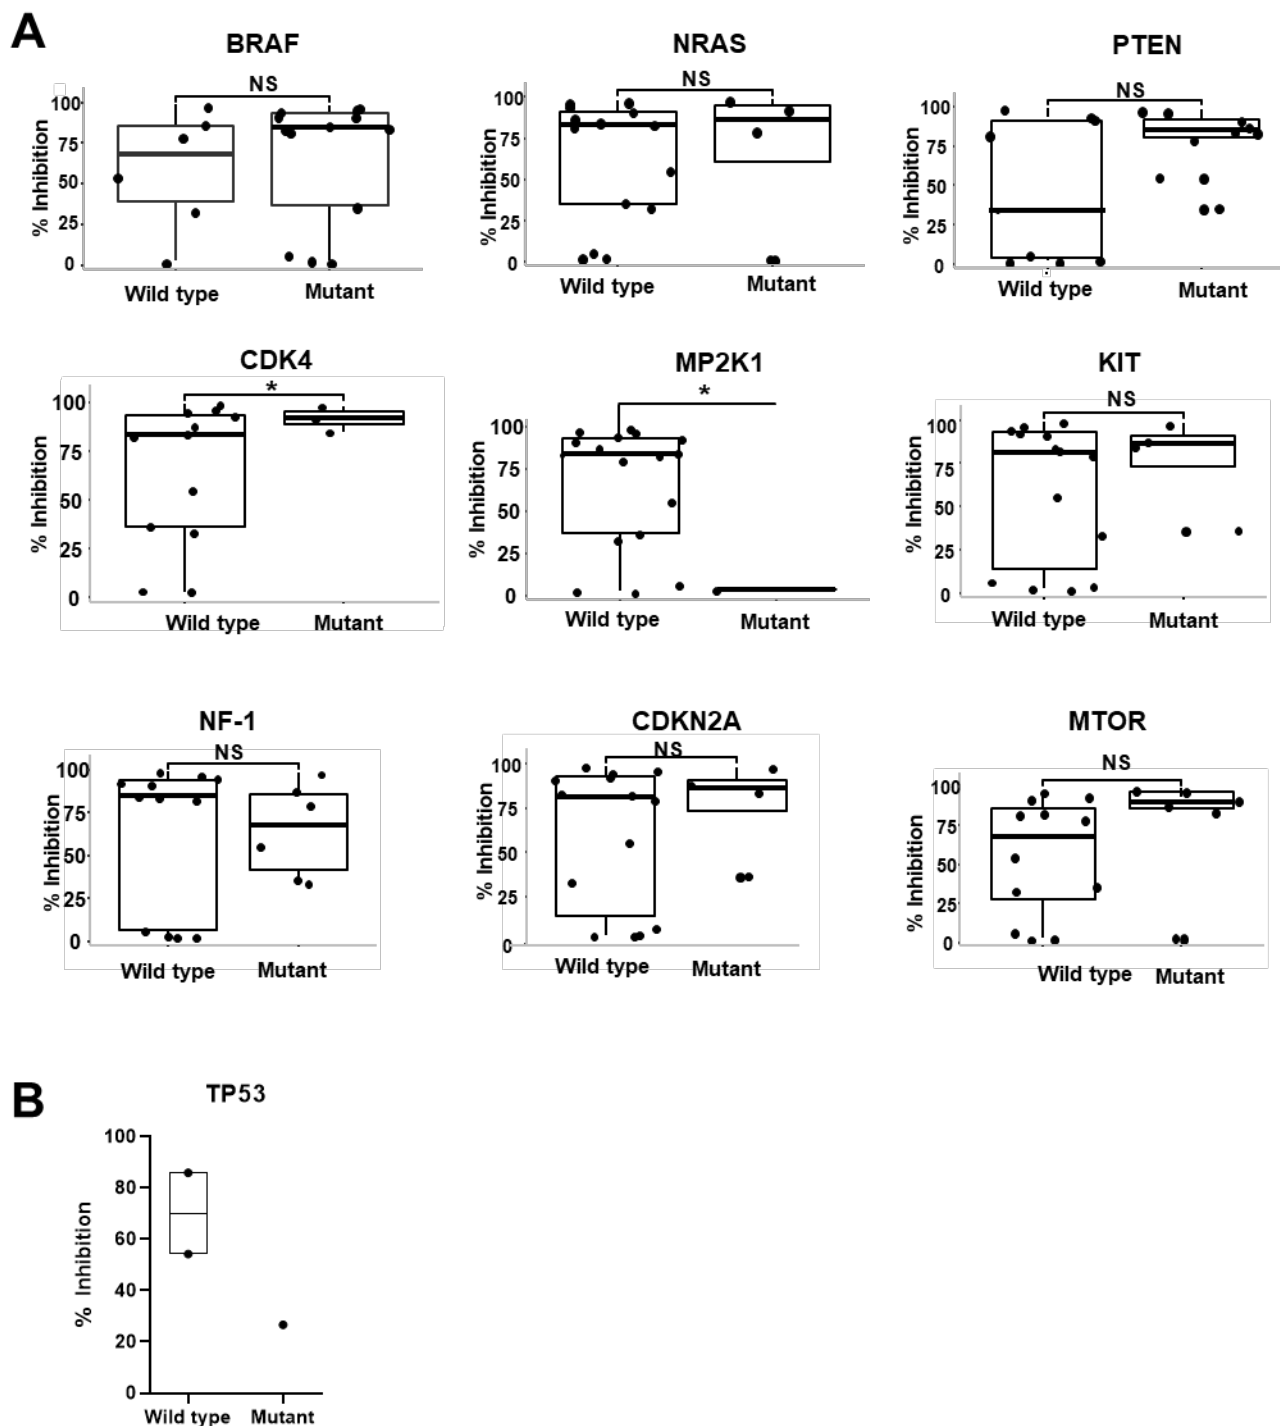 A
BRAF
NS
% Inhibition
100
75
50
25
0
Wild type
Mutant
NRAS
NS
% Inhibition
100
75
50
25
0
Wild type
Mutant
PTEN
NS
% Inhibition
100
75
50
25
0
Wild type
Mutant
CDK4
*
% Inhibition
100
75
50
25
0
Wild type
Mutant
MP2K1
*
% Inhibition
100
75
50
25
0
Wild type
Mutant
KIT
NS
% Inhibition
100
75
50
25
0
Wild type
Mutant
NF-1
NS
% Inhibition
100
75
50
25
0
Wild type
Mutant
CDKN2A
NS
% Inhibition
100
75
50
25
0
Wild type
Mutant
MTOR
NS
% Inhibition
100
75
50
25
0
Wild type
Mutant
B
TP53
% Inhibition
100
80
60
40
20
0
Wild type
Mutant